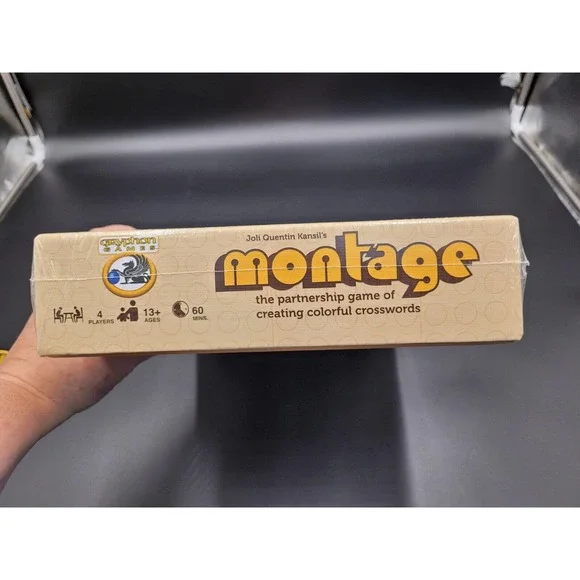 gryphon
GAMES
4
PLAYERS
13+
AGES
60
MINS.
Joli Quentin Kansil's
montage
the partnership game of
creating colorful crosswords